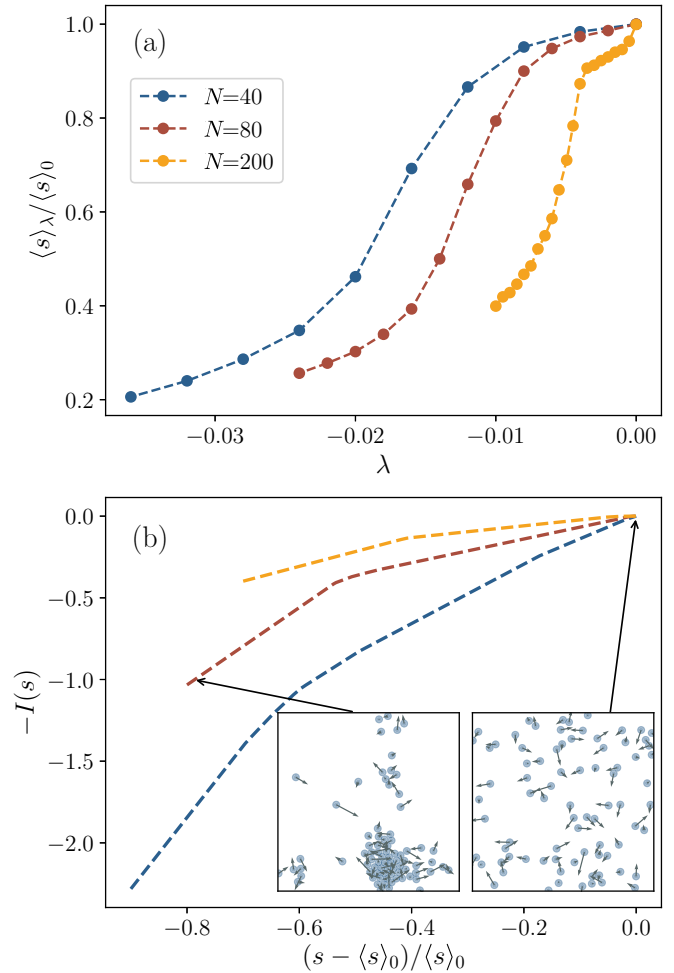 (a)
1.0
0.8
0.6
0.4
0.2
⟨s⟩λ/⟨s⟩0
N=40
N=80
N=200
−0.03 −0.02 −0.01 0.00
λ
(b)
0.0
−0.5
−1.0
−1.5
−2.0
−I(s)
−0.8 −0.6 −0.4 −0.2 0.0
(s − ⟨s⟩0)/⟨s⟩0